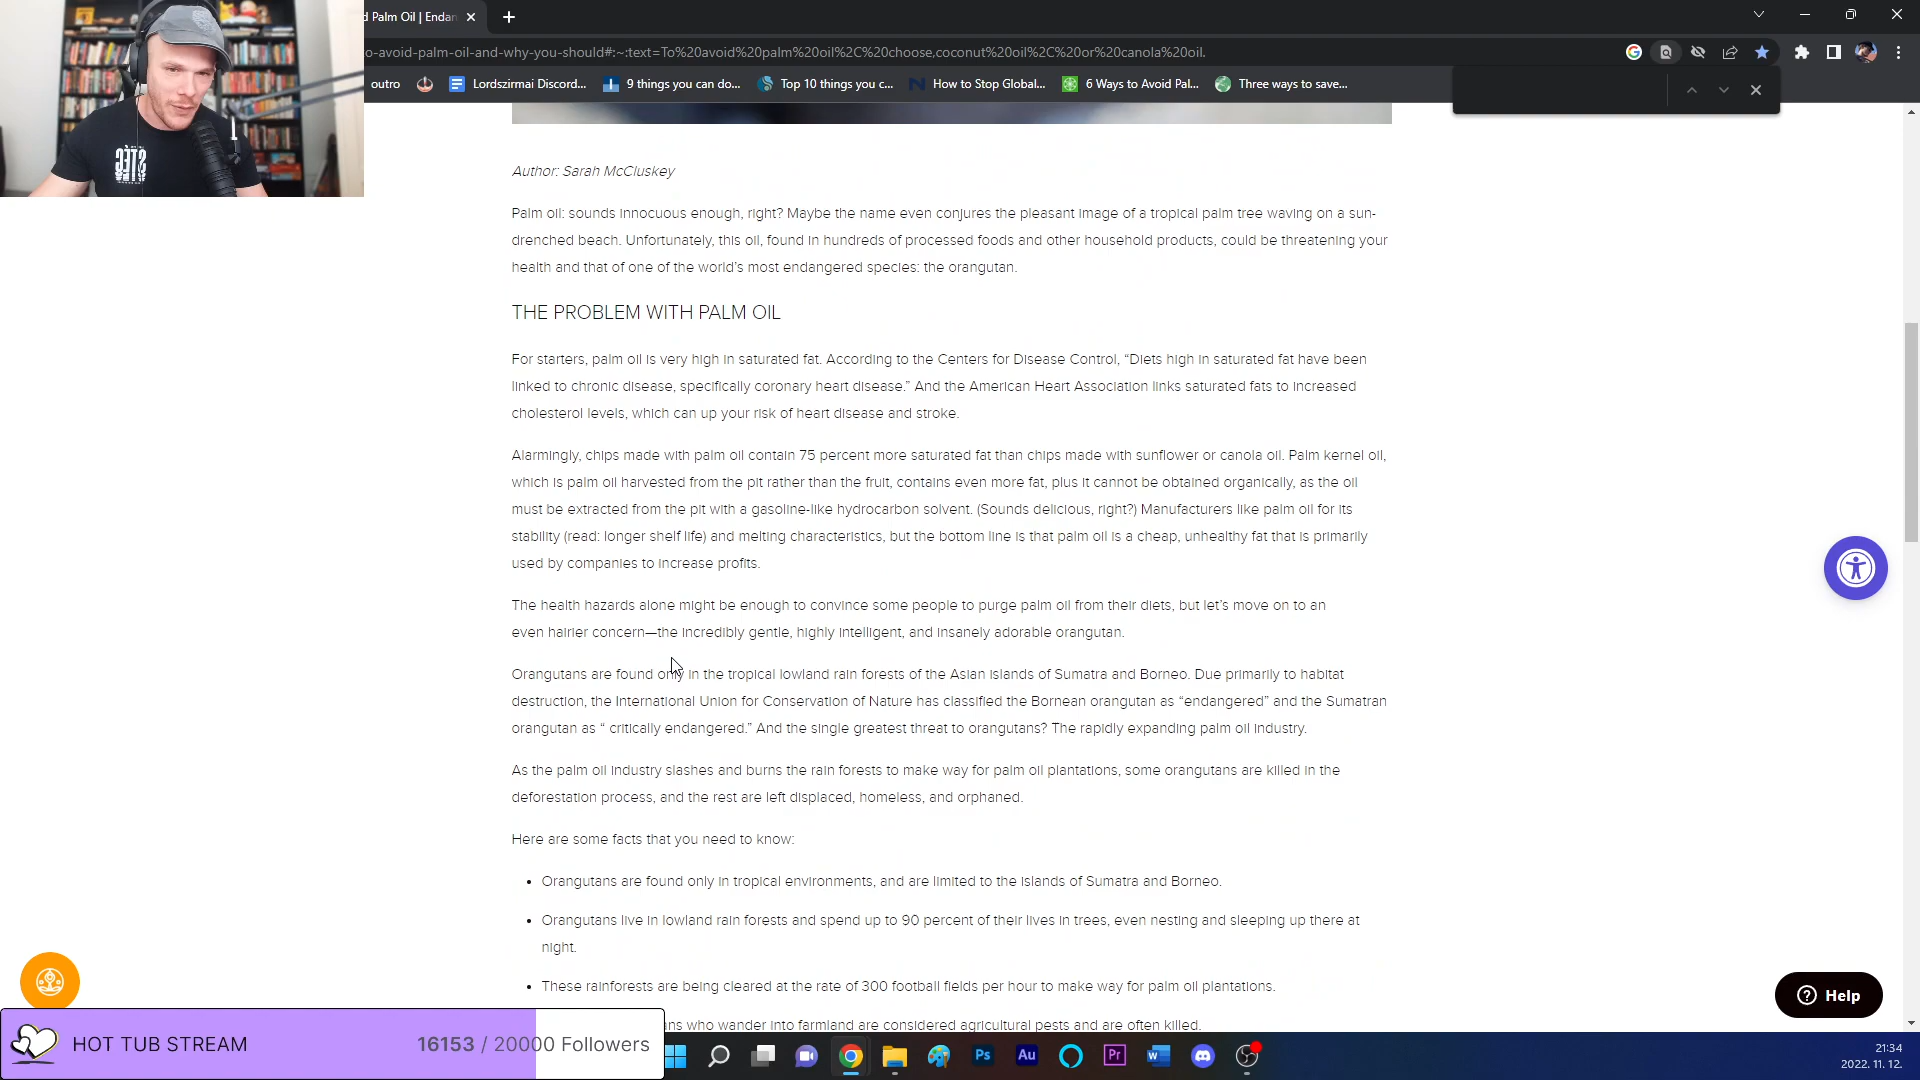 d Palm Oil | Endan
o-avoid-palm-oil-and-why-you-should#:~:text=To%20avoid%20palm%20oil%2C%20choose,coconut%20oil%2C%20or%20canola%20oil.
outro
Lordszirmai Discord...
9 things you can do...
Top 10 things you c...
How to Stop Global...
6 Ways to Avoid Pal...
Three ways to save...
Author: Sarah McCluskey
Palm oil: sounds innocuous enough, right? Maybe the name even conjures the pleasant image of a tropical palm tree waving on a sun-
drenched beach. Unfortunately, this oil, found in hundreds of processed foods and other household products, could be threatening your
health and that of one of the world's most endangered species: the orangutan.
THE PROBLEM WITH PALM OIL
For starters, palm oil is very high in saturated fat. According to the Centers for Disease Control, “Diets high in saturated fat have been
linked to chronic disease, specifically coronary heart disease.” And the American Heart Association links saturated fats to increased
cholesterol levels, which can up your risk of heart disease and stroke.
Alarmingly, chips made with palm oil contain 75 percent more saturated fat than chips made with sunflower or canola oil. Palm kernel oil,
which is palm oil harvested from the pit rather than the fruit, contains even more fat, plus it cannot be obtained organically, as the oil
must be extracted from the pit with a gasoline-like hydrocarbon solvent. (Sounds delicious, right?) Manufacturers like palm oil for its
stability (read: longer shelf life) and melting characteristics, but the bottom line is that palm oil is a cheap, unhealthy fat that is primarily
used by companies to increase profits.
The health hazards alone might be enough to convince some people to purge palm oil from their diets, but let's move on to an
even hairier concern—the incredibly gentle, highly intelligent, and insanely adorable orangutan.
Orangutans are found only in the tropical lowland rain forests of the Asian islands of Sumatra and Borneo. Due primarily to habitat
destruction, the International Union for Conservation of Nature has classified the Bornean orangutan as “endangered” and the Sumatran
orangutan as “ critically endangered.” And the single greatest threat to orangutans? The rapidly expanding palm oil industry.
As the palm oil industry slashes and burns the rain forests to make way for palm oil plantations, some orangutans are killed in the
deforestation process, and the rest are left displaced, homeless, and orphaned.
Here are some facts that you need to know:
• Orangutans are found only in tropical environments, and are limited to the islands of Sumatra and Borneo.
• Orangutans live in lowland rain forests and spend up to 90 percent of their lives in trees, even nesting and sleeping up there at
night.
• These rainforests are being cleared at the rate of 300 football fields per hour to make way for palm oil plantations.
ns who wander into farmland are considered agricultural pests and are often killed.
Help
HOT TUB STREAM
16153 / 20000 Followers
Ps
Au
Pr
W
21:34
2022. 11. 12.